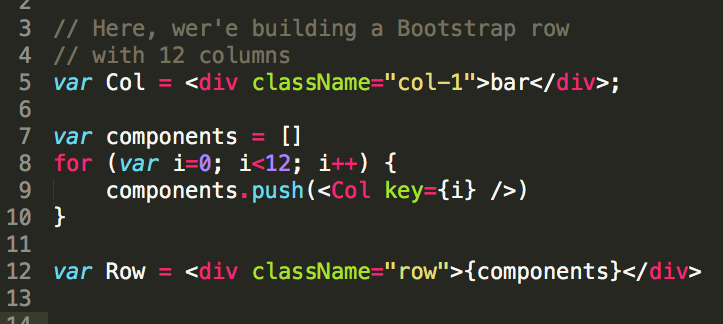 2
3 // Here, wer'e building a Bootstrap row
4 // with 12 columns
5 var Col = <div className="col-1">bar</div>;
6
7 var components = []
8 for (var i=0; i<12; i++) {
9     components.push(<Col key={i} />)
10 }
11
12 var Row = <div className="row">{components}</div>
13
14